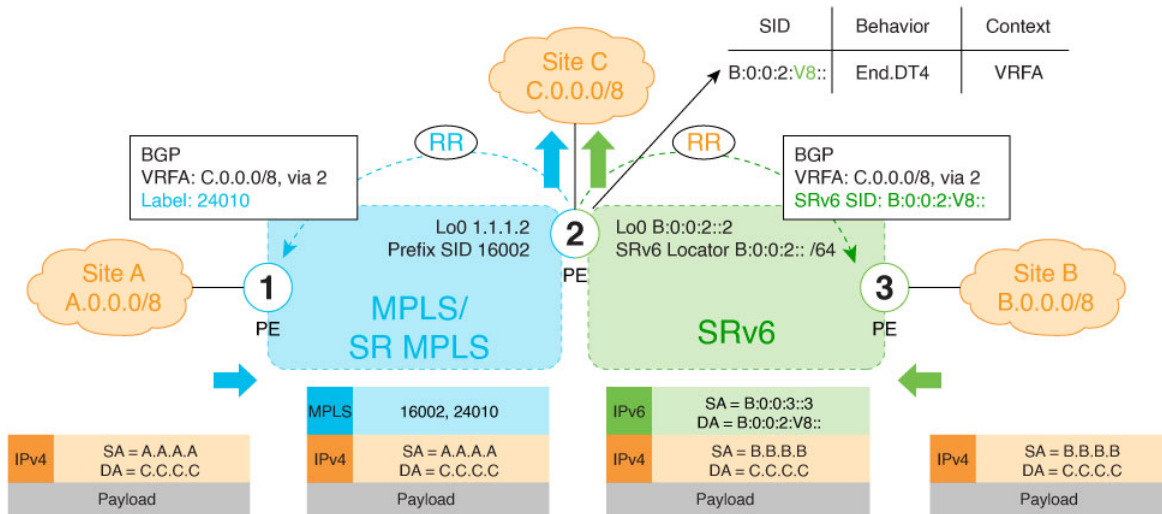 SID Behavior Context
B:0:0:2:V8:: End.DT4 VRFA
Site C
C.0.0.0/8
RR
RR
BGP
VRFA: C.0.0.0/8, via 2
Label: 24010
BGP
VRFA: C.0.0.0/8, via 2
SRv6 SID: B:0:0:2:V8::
Lo0 1.1.1.2
Prefix SID 16002
2
PE
Lo0 B:0:0:2::2
SRv6 Locator B:0:0:2:: /64
Site A
A.0.0.0/8
1
PE
MPLS/
SR MPLS
SRv6
3
PE
Site B
B.0.0.0/8
MPLS 16002, 24010
IPv6
SA = B:0:0:3::3
DA = B:0:0:2:V8::
IPv4
SA = A.A.A.A
DA = C.C.C.C
Payload
IPv4
SA = A.A.A.A
DA = C.C.C.C
Payload
IPv4
SA = B.B.B.B
DA = C.C.C.C
Payload
IPv4
SA = B.B.B.B
DA = C.C.C.C
Payload